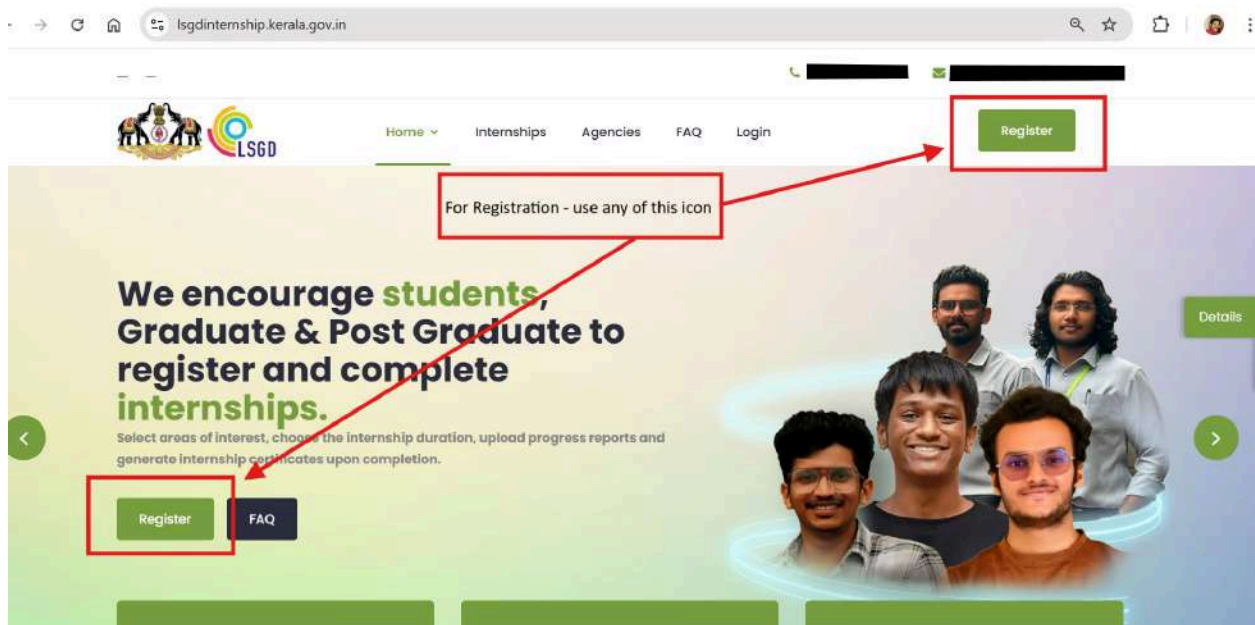 lsgdinternship.kerala.gov.in
LSGD
Home
Internships
Agencies
FAQ
Login
Register
For Registration - use any of this icon
We encourage students,
Graduate & Post Graduate to
register and complete
internships.
Select areas of interest, choose the internship duration, upload progress reports and
generate internship certificates upon completion.
Register
FAQ
Details